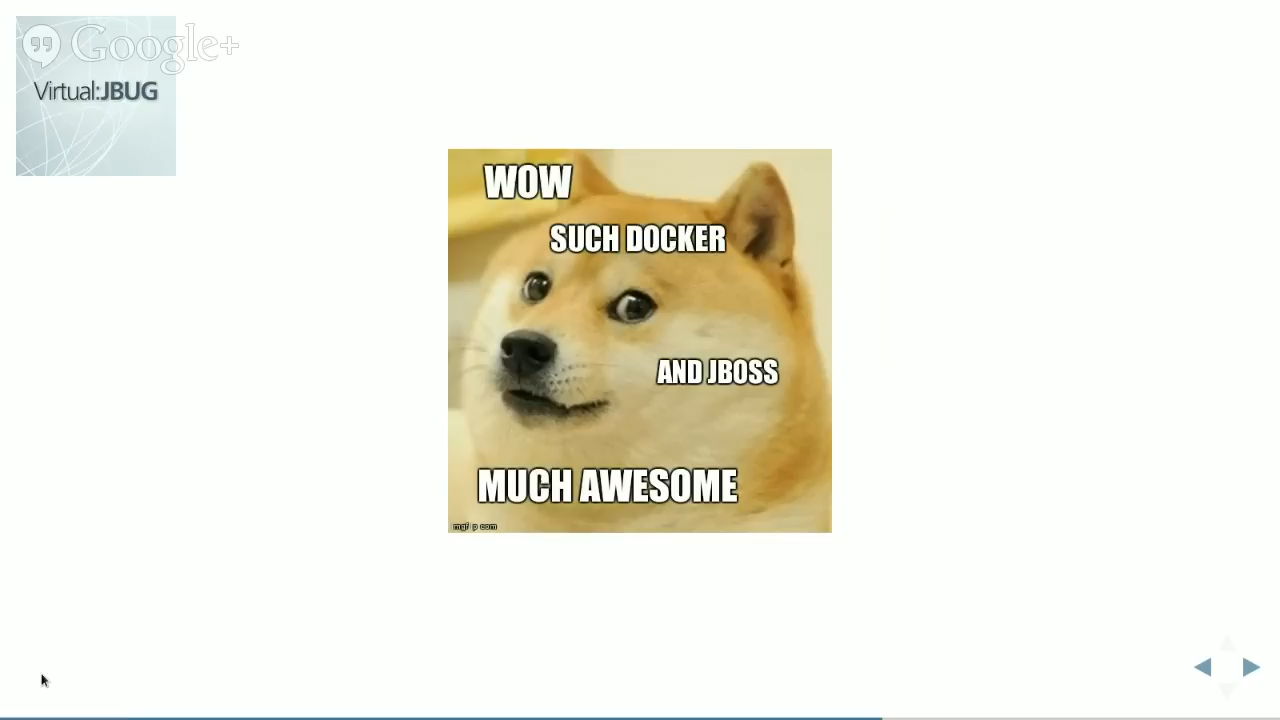 Google+
Virtual:JBUG
WOW
SUCH DOCKER
AND JBOSS
MUCH AWESOME